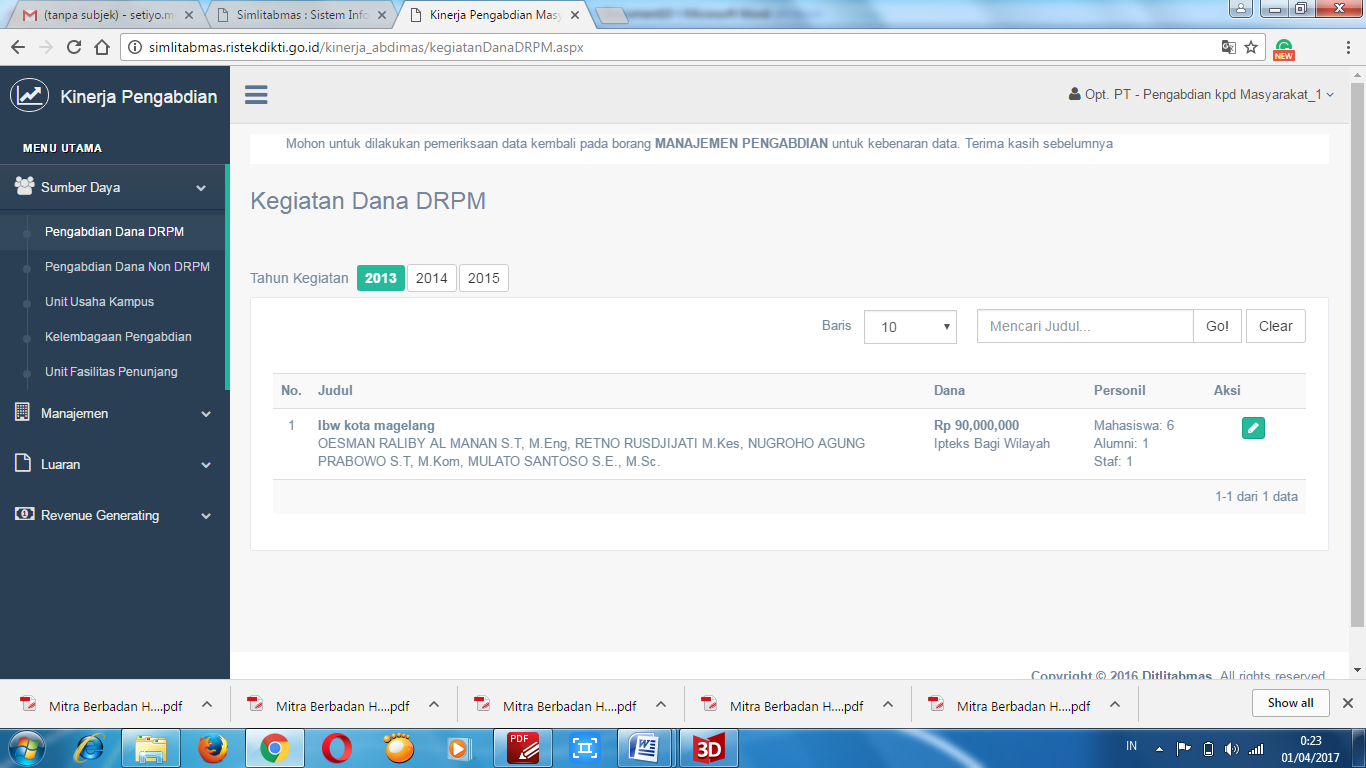 (tanpa subjek) - setiyo.m
Simlitabmas : Sistem Info
Kinerja Pengabdian Masy
simlitabmas.ristekdikti.go.id/kinerja_abdimas/kegiatanDanaDRPM.aspx
NEW
Kinerja Pengabdian
Opt. PT - Pengabdian kpd Masyarakat_1
MENU UTAMA
Mohon untuk dilakukan pemeriksaan data kembali pada borang MANAJEMEN PENGABDIAN untuk kebenaran data. Terima kasih sebelumnya
Sumber Daya
Pengabdian Dana DRPM
Pengabdian Dana Non DRPM
Unit Usaha Kampus
Kelembagaan Pengabdian
Unit Fasilitas Penunjang
Manajemen
Luaran
Revenue Generating
Kegiatan Dana DRPM
Tahun Kegiatan 2013 2014 2015
Baris 10 Mencari Judul... Go! Clear
No. Judul Dana Personil Aksi
1 Ibw kota magelang Rp 90,000,000 Mahasiswa: 6
OESMAN RALIBY AL MANAN S.T, M.Eng, RETNO RUSDJIJATI M.Kes, NUGROHO AGUNG Ipteks Bagi Wilayah Alumni: 1
PRABOWO S.T, M.Kom, MULATO SANTOSO S.E., M.Sc. Staf: 1
1-1 dari 1 data
Copyright © 2016 Ditlitabmas. All rights reserved
Mitra Berbadan H....pdf Mitra Berbadan H....pdf Mitra Berbadan H....pdf Mitra Berbadan H....pdf Mitra Berbadan H....pdf Show all
PDF
3D
IN
0:23
01/04/2017